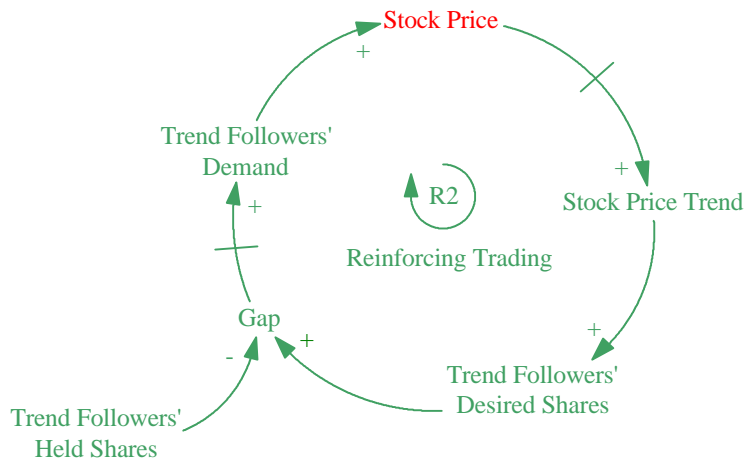 Stock Price
+
Trend Followers'
Demand
+
+
R2
Stock Price Trend
Reinforcing Trading
Gap
+
+
-
Trend Followers'
Desired Shares
Trend Followers'
Held Shares